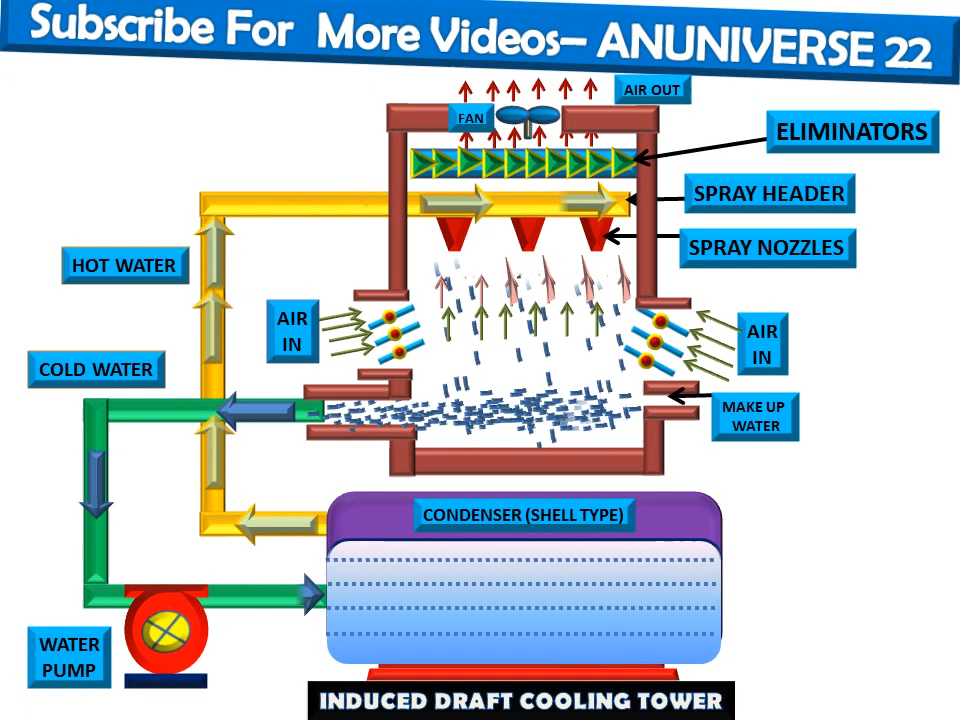 Subscribe For More Videos– ANUNIVERSE 22
AIR OUT
FAN
ELIMINATORS
SPRAY HEADER
SPRAY NOZZLES
HOT WATER
AIR
IN
AIR
IN
COLD WATER
MAKE UP
WATER
CONDENSER (SHELL TYPE)
WATER
PUMP
INDUCED DRAFT COOLING TOWER